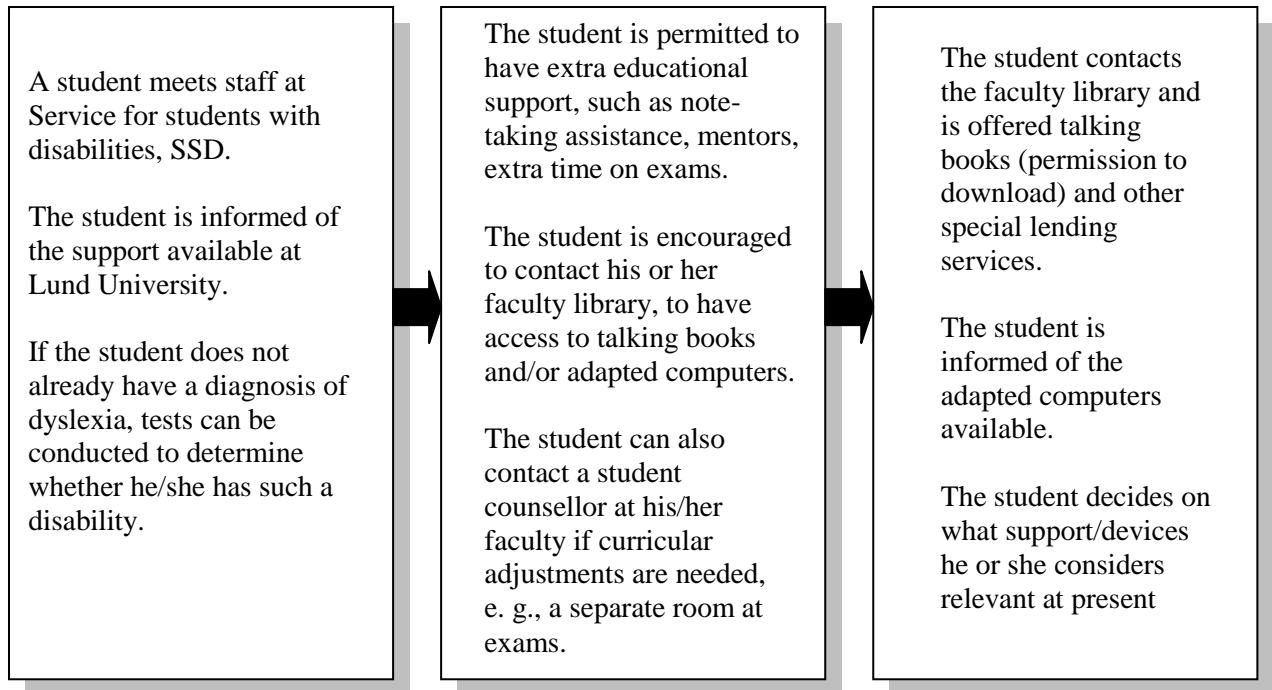 A student meets staff at
Service for students with
disabilities, SSD.
The student is informed of
the support available at
Lund University.
If the student does not
already have a diagnosis of
dyslexia, tests can be
conducted to determine
whether he/she has such a
disability.
The student is permitted to
have extra educational
support, such as note-
taking assistance, mentors,
extra time on exams.
The student is encouraged
to contact his or her
faculty library, to have
access to talking books
and/or adapted computers.
The student can also
contact a student
counsellor at his/her
faculty if curricular
adjustments are needed,
e. g., a separate room at
exams.
The student contacts
the faculty library and
is offered talking
books (permission to
download) and other
special lending
services.
The student is
informed of the
adapted computers
available.
The student decides on
what support/devices
he or she considers
relevant at present